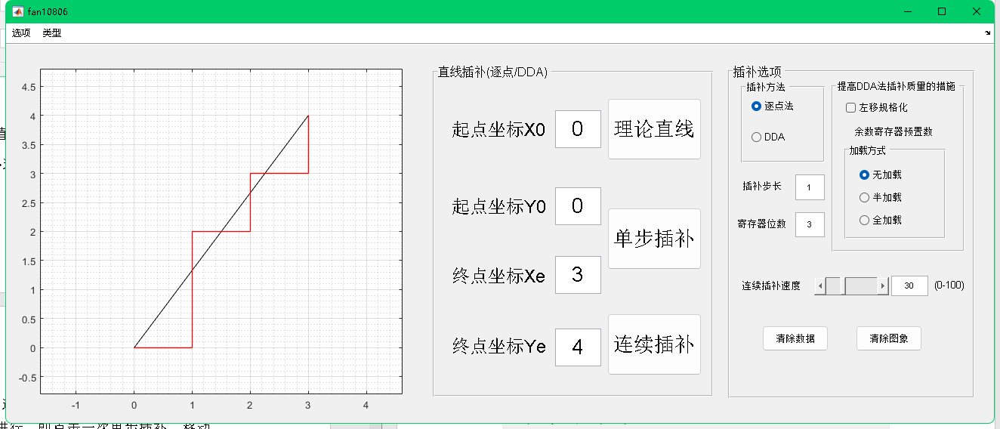 fan10806
选项 类型
4.5
4
3.5
3
2.5
2
1.5
1
0.5
0
-0.5
-1 0 1 2 3 4
直线插补(逐点/DDA)
起点坐标X0 0 理论直线
起点坐标Y0 0
单步插补
终点坐标Xe 3
终点坐标Ye 4 连续插补
插补选项
插补方法
逐点法
DDA
插补步长 1
寄存器位数 3
提高DDA法插补质量的措施
左移规格化
余数寄存器预置数
加载方式
无加载
半加载
全加载
连续插补速度 30 (0-100)
清除数据 清除图象